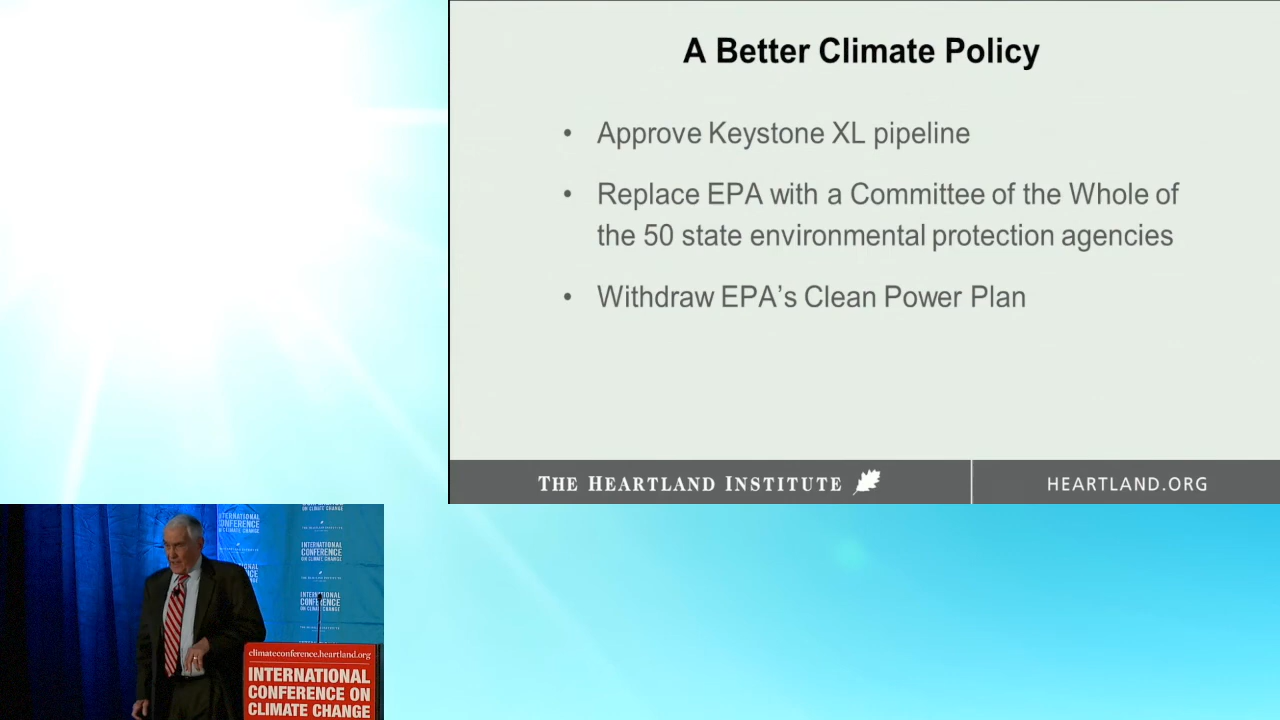 A Better Climate Policy
• Approve Keystone XL pipeline
• Replace EPA with a Committee of the Whole of
the 50 state environmental protection agencies
• Withdraw EPA's Clean Power Plan
THE HEARTLAND INSTITUTE
HEARTLAND.ORG
INTERNATIONAL
CONFERENCE
ON CLIMATE CHANGE
climateconference.heartland.org
INTERNATIONAL
CONFERENCE ON
CLIMATE CHANGE